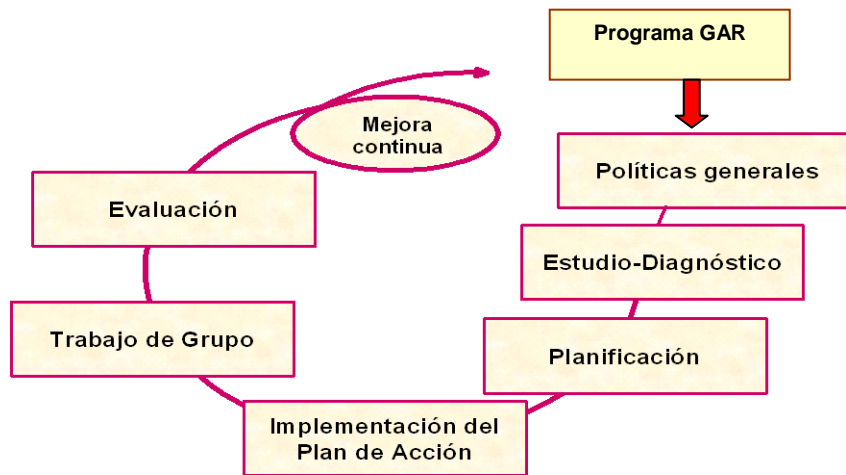 Programa GAR
Políticas generales
Estudio-Diagnóstico
Planificación
Implementación del
Plan de Acción
Trabajo de Grupo
Evaluación
Mejora
continua